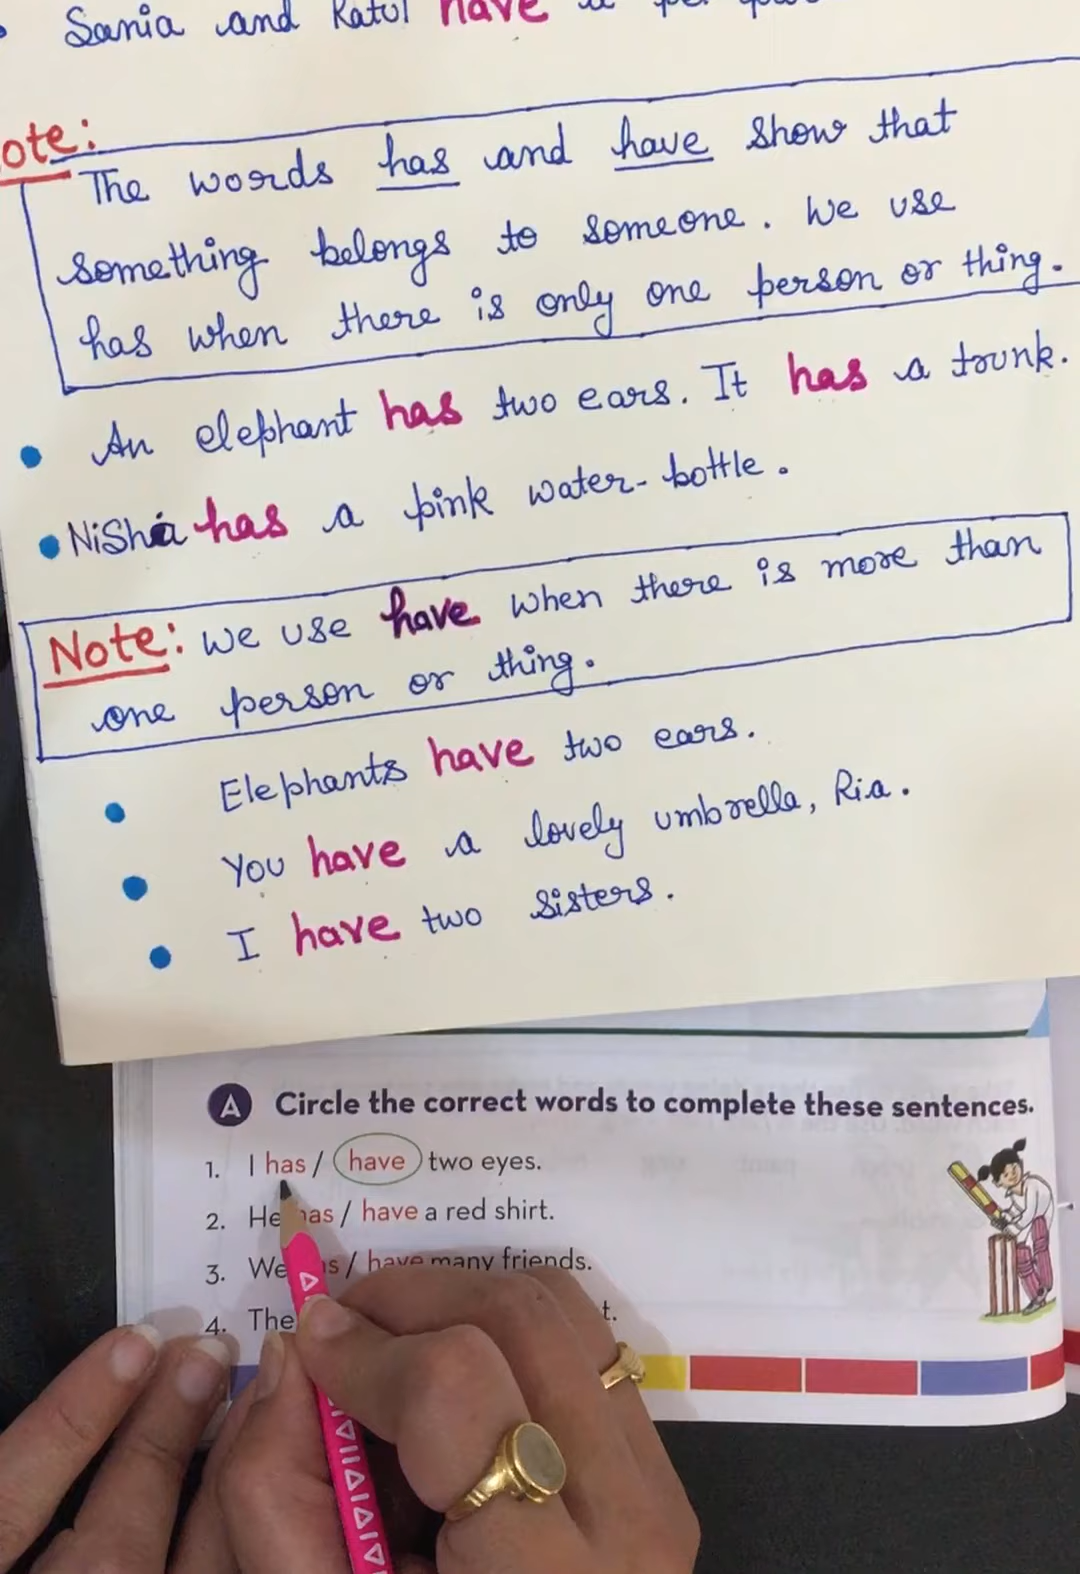 Sania and Ratul have a
ote:
The words has and have show that
something belongs to someone. We use
has when there is only one person or thing.
An elephant has two ears. It has a trunk.
NiSha has a pink water-bottle.
Note: We use have when there is more than
one person or thing.
Elephants have two ears.
You have a lovely umbrella, Ria.
I have two sisters.
A Circle the correct words to complete these sentences.
1. I has / have two eyes.
2. He has / have a red shirt.
3. We s / have many friends.
4. The t.